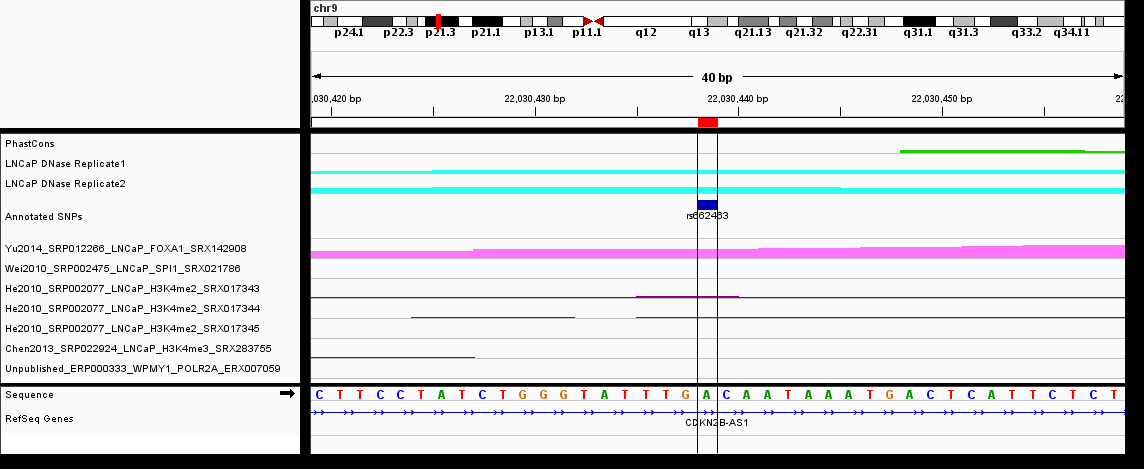 chr9
p24.1 p22.3 p21.3 p21.1 p13.1 p11.1 q12 q13 q21.13 q21.32 q22.31 q31.1 q31.3 q33.2 q34.11
40 bp
,030,420 bp 22,030,430 bp 22,030,440 bp 22,030,450 bp 22
PhastCons
LNCaP DNase Replicate1
LNCaP DNase Replicate2
Annotated SNPs
rs662463
Yu2014_SRP012266_LNCaP_FOXA1_SRX142908
Wei2010_SRP002475_LNCaP_SPI1_SRX021786
He2010_SRP002077_LNCaP_H3K4me2_SRX017343
He2010_SRP002077_LNCaP_H3K4me2_SRX017344
He2010_SRP002077_LNCaP_H3K4me2_SRX017345
Chen2013_SRP022924_LNCaP_H3K4me3_SRX283755
Unpublished_ERP000333_WPMY1_POLR2A_ERX007059
Sequence C T T C C T A T C T G G G T A T T T G A C A A T A A A T G A C T C A T T C T C T
RefSeq Genes
CDKN2B-AS1